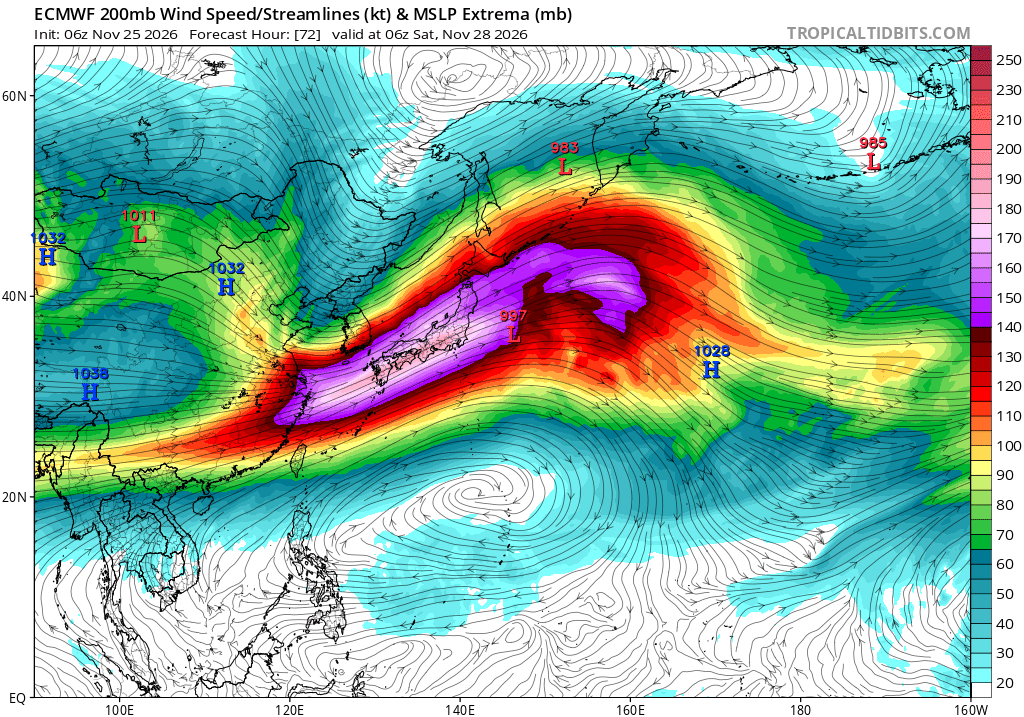 ECMWF 200mb Wind Speed/Streamlines (kt) & MSLP Extrema (mb)
Init: 06z Nov 25 2026   Forecast Hour: [72]   valid at 06z Sat, Nov 28 2026
TROPICALTIDBITS.COM
60N
40N
20N
EQ
100E
120E
140E
160E
180
160W
983
L
985
L
1011
L
1032
H
1032
H
997
L
1028
H
1038
H
250
230
210
200
190
180
170
160
150
140
130
120
110
100
90
80
70
60
50
40
30
20